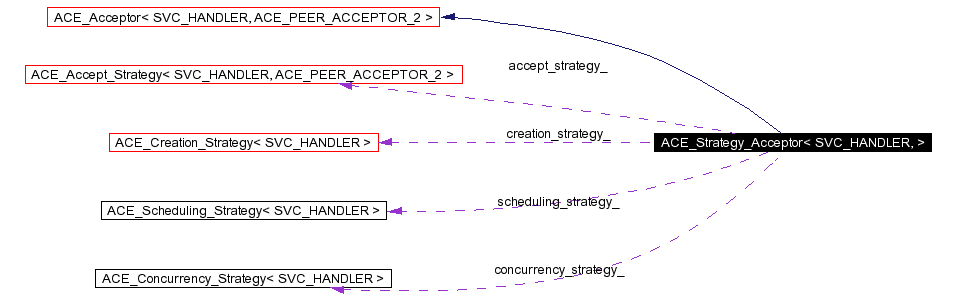 ACE_Acceptor< SVC_HANDLER, ACE_PEER_ACCEPTOR_2 >
accept_strategy_
ACE_Accept_Strategy< SVC_HANDLER, ACE_PEER_ACCEPTOR_2 >
creation_strategy_
ACE_Creation_Strategy< SVC_HANDLER >
ACE_Strategy_Acceptor< SVC_HANDLER, >
scheduling_strategy_
ACE_Scheduling_Strategy< SVC_HANDLER >
concurrency_strategy_
ACE_Concurrency_Strategy< SVC_HANDLER >